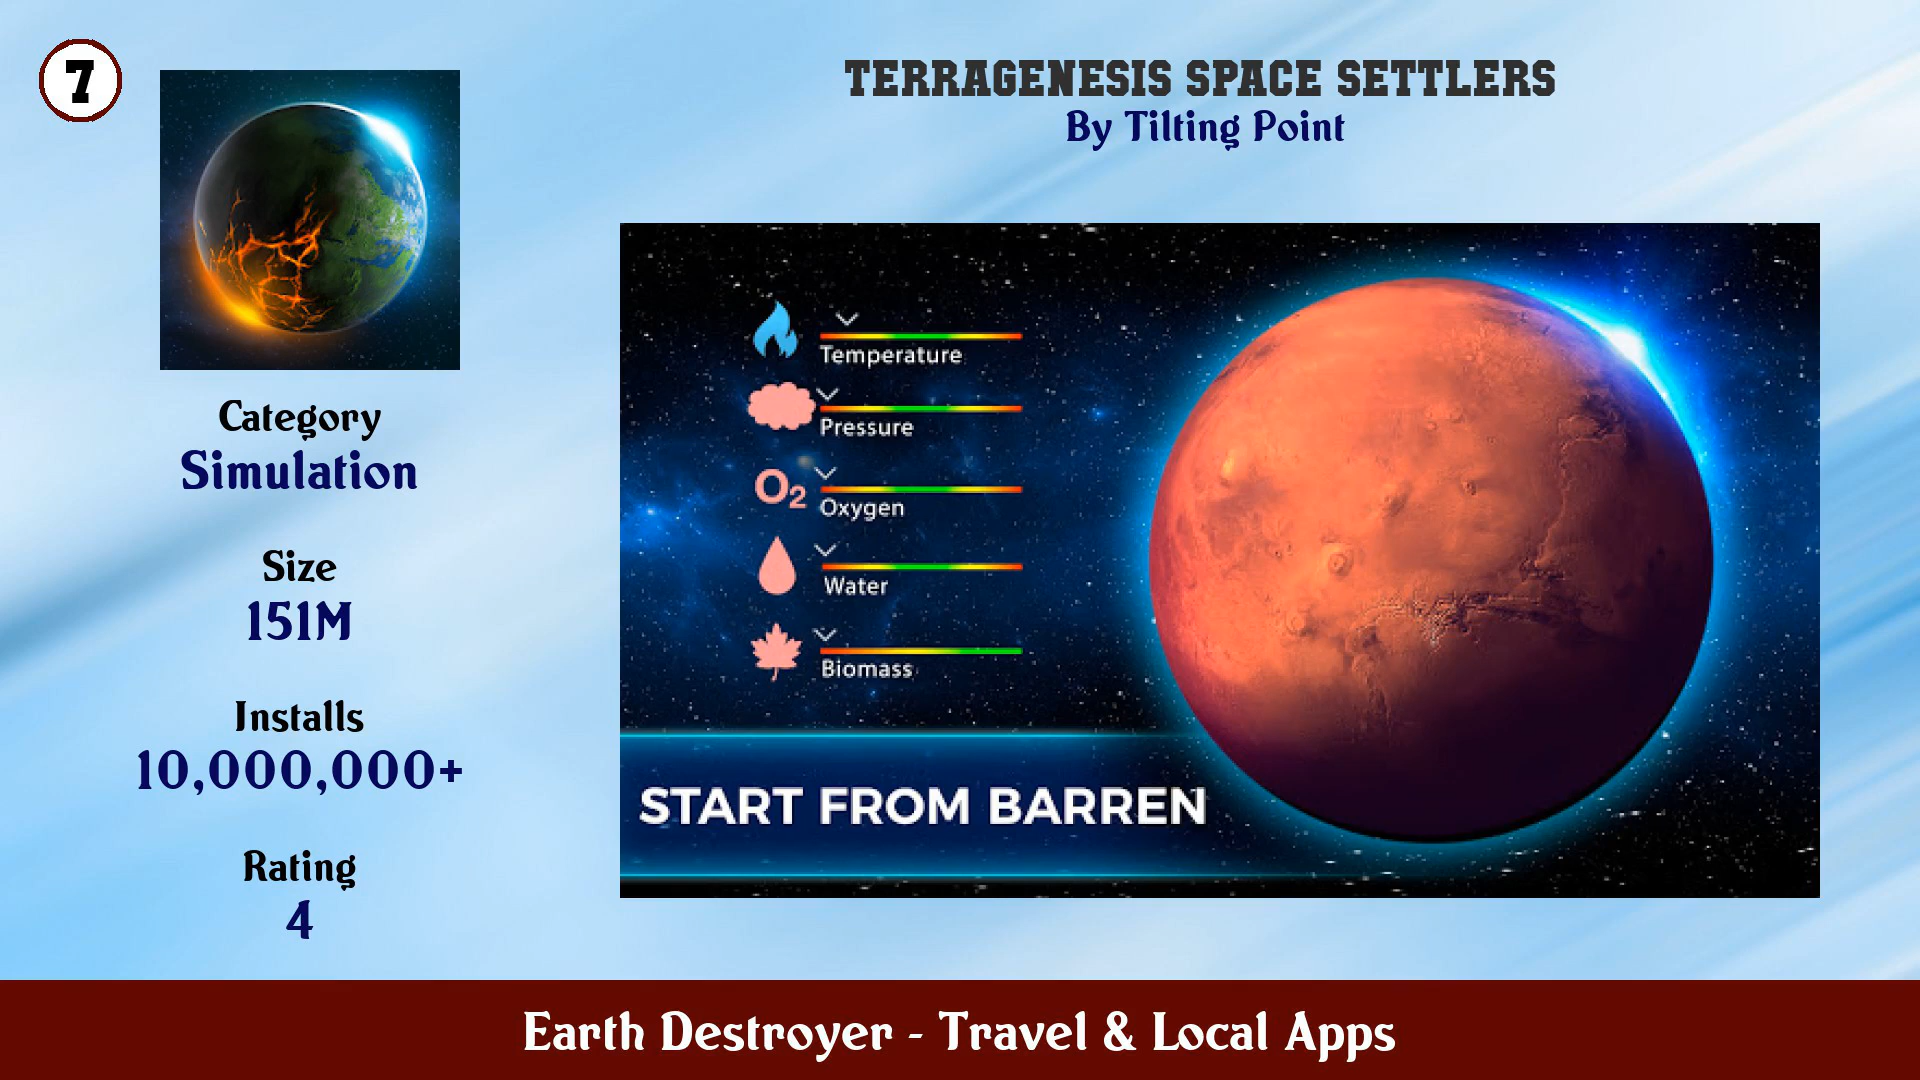 7
TERRAGENESIS SPACE SETTLERS
By Tilting Point
Category
Simulation
Size
151M
Installs
10,000,000+
Rating
4
Temperature
Pressure
O2
Oxygen
Water
Biomass
START FROM BARREN
Earth Destroyer - Travel & Local Apps